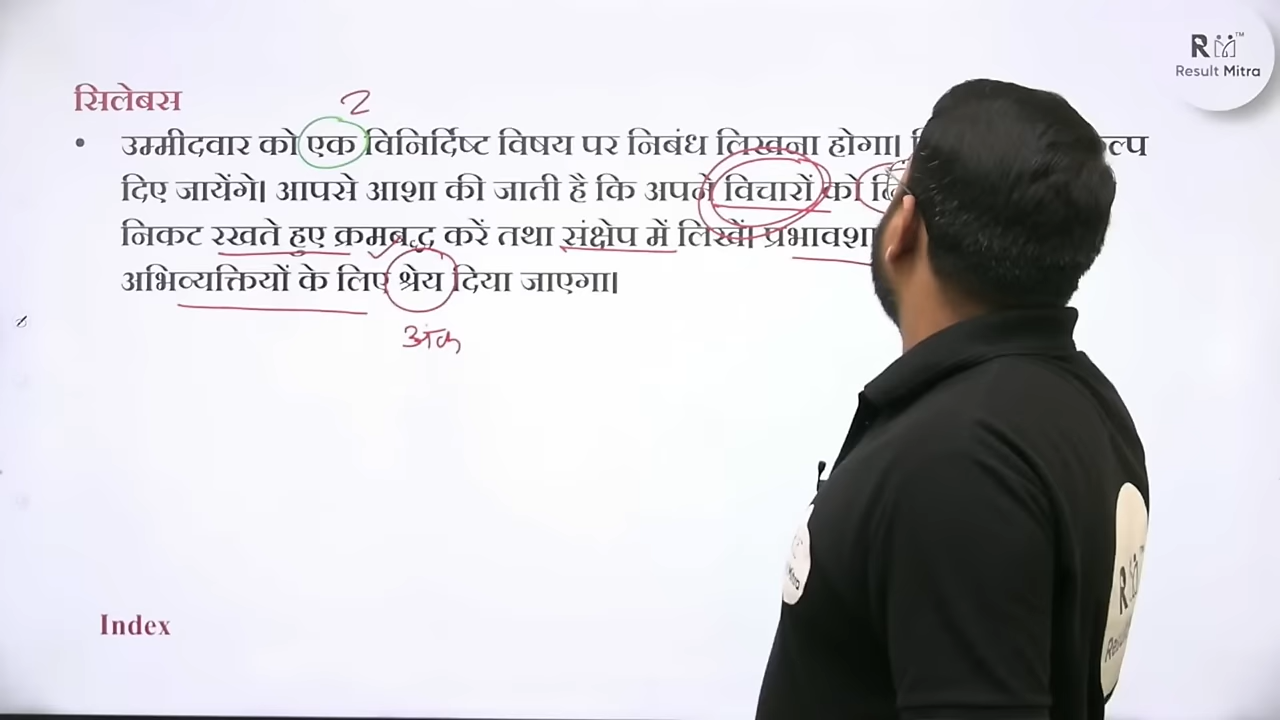 RM™
Result Mitra
सिलेबस
2
• उम्मीदवार को एक विनिर्दिष्ट विषय पर निबंध लिखना होगा।
दिए जायेंगे। आपसे आशा की जाती है कि अपने विचारों को
निकट रखते हुए क्रमबद्ध करें तथा संक्षेप में लिखें।
अभिव्यक्तियों के लिए श्रेय दिया जाएगा।
अंक
Index